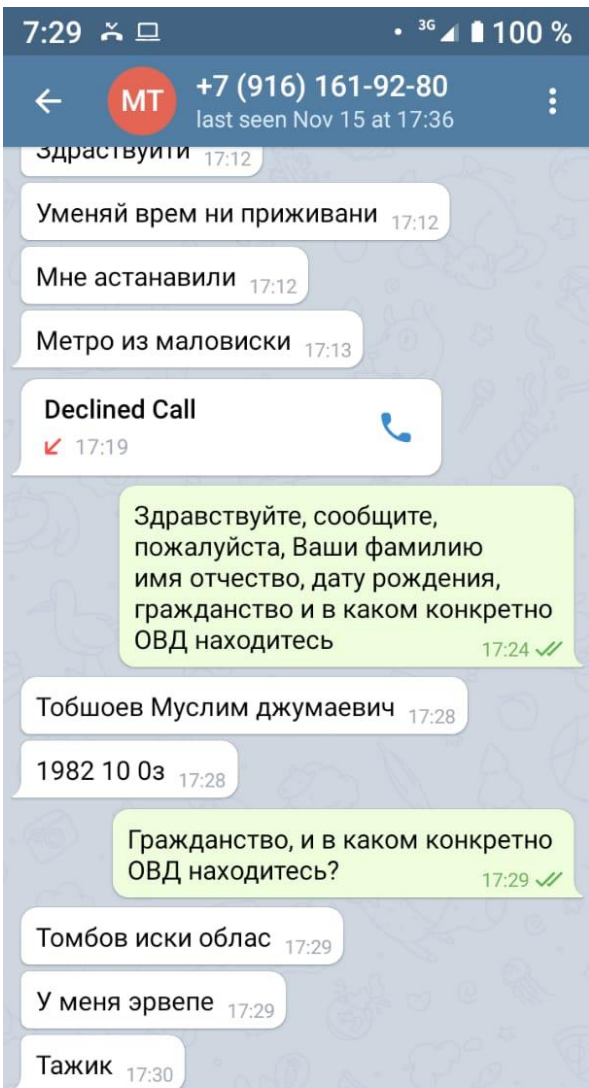 7:29
3G 100 %
МТ
+7 (916) 161-92-80
last seen Nov 15 at 17:36
Здраствуйти 17:12
Уменяй врем ни приживани 17:12
Мне астанавили 17:12
Метро из маловиски 17:13
Declined Call
17:19
Здравствуйте, сообщите,
пожалуйста, Ваши фамилию
имя отчество, дату рождения,
гражданство и в каком конкретно
ОВД находитесь 17:24
Тобшоев Муслим джумаевич 17:28
1982 10 0з 17:28
Гражданство, и в каком конкретно
ОВД находитесь? 17:29
Томбов иски облас 17:29
У меня эрвепе 17:29
Тажик 17:30